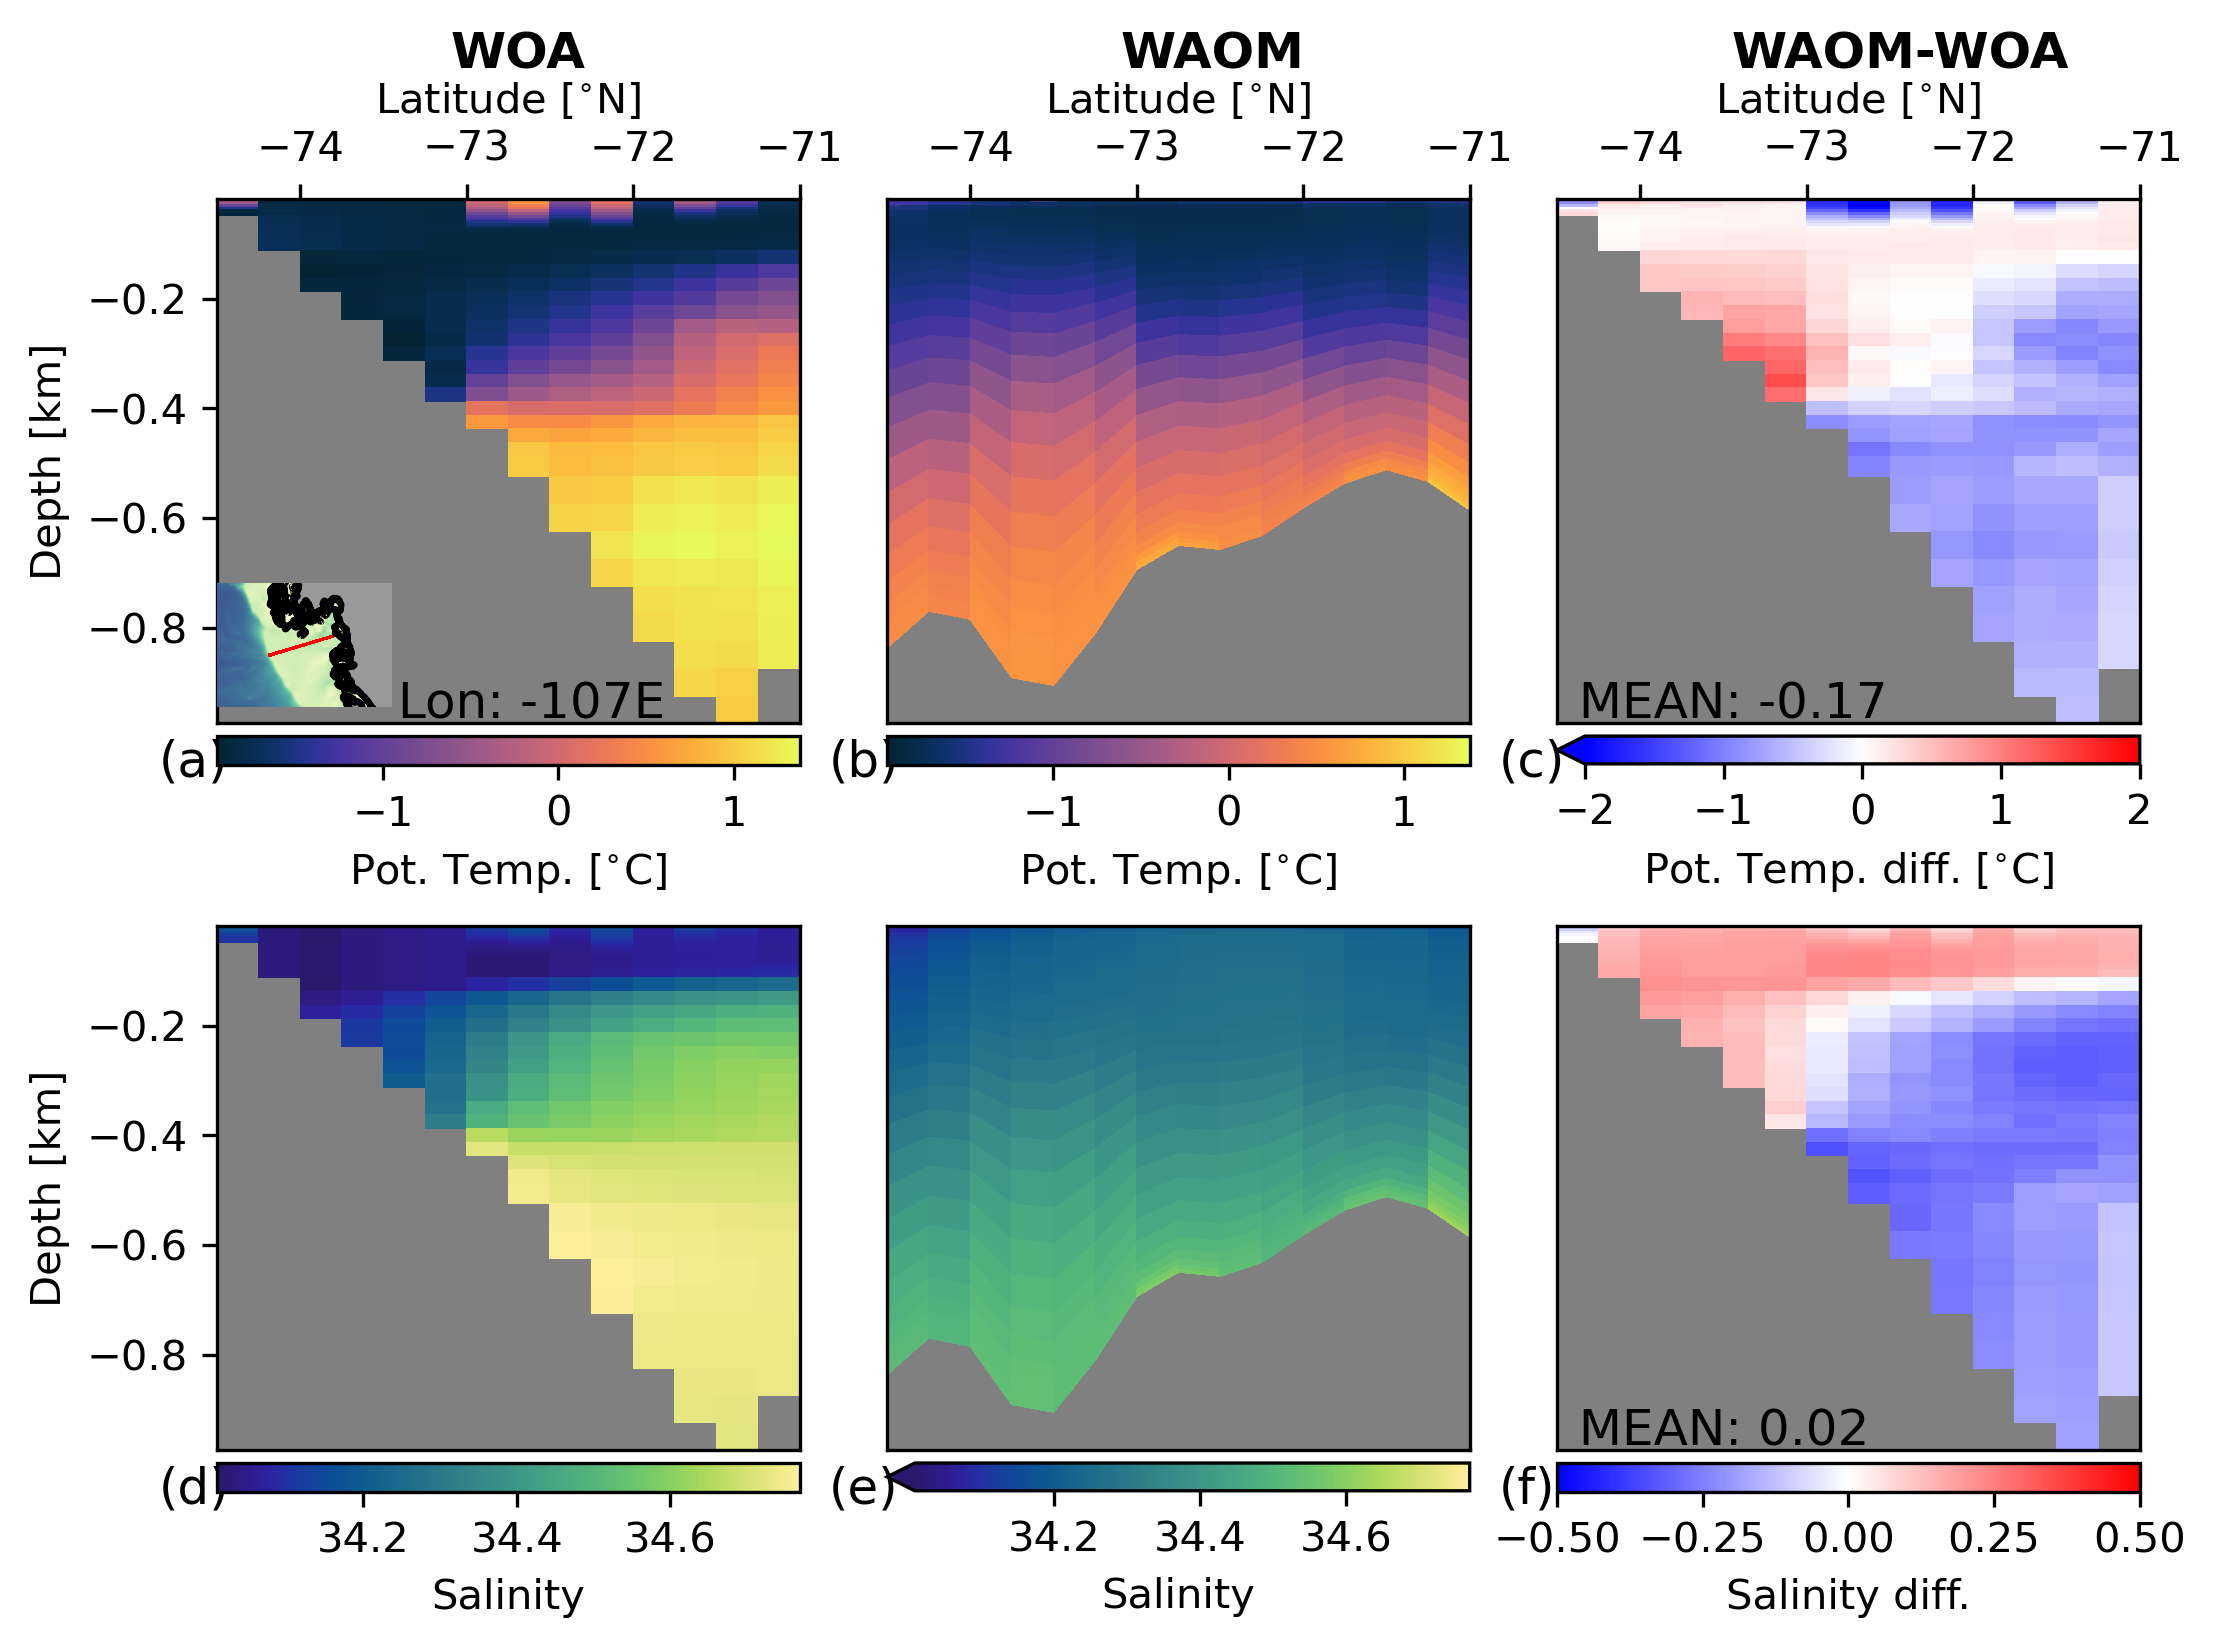 WOA WAOM WAOM-WOA
Latitude [°N] Latitude [°N] Latitude [°N]
−74 −73 −72 −71 −74 −73 −72 −71 −74 −73 −72 −71
Depth [km]
−0.2
−0.4
−0.6
−0.8
Lon: -107E
MEAN: -0.17
(a) (b) (c)
−1 0 1 −1 0 1 −2 −1 0 1 2
Pot. Temp. [°C] Pot. Temp. [°C] Pot. Temp. diff. [°C]
Depth [km]
−0.2
−0.4
−0.6
−0.8
MEAN: 0.02
(d) (e) (f)
34.2 34.4 34.6 34.2 34.4 34.6 −0.50 −0.25 0.00 0.25 0.50
Salinity Salinity Salinity diff.